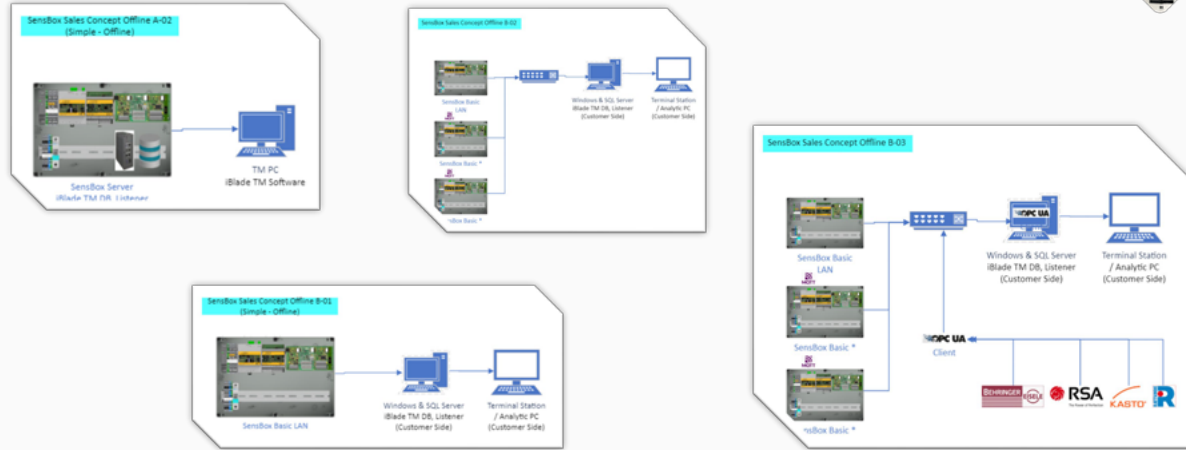 SensBox Sales Concept Offline A-02
(Simple - Offline)
SensBox Server
iBlade TM DB, Listener
TM PC
iBlade TM Software
SensBox Sales Concept Offline B-02
SensBox Basic
LAN
SensBox Basic *
SensBox Basic *
Windows & SQL Server
iBlade TM DB, Listener
(Customer Side)
Terminal Station
/ Analytic PC
(Customer Side)
SensBox Sales Concept Offline B-01
(Simple - Offline)
SensBox Basic LAN
Windows & SQL Server
iBlade TM DB, Listener
(Customer Side)
Terminal Station
/ Analytic PC
(Customer Side)
SensBox Sales Concept Offline B-03
SensBox Basic
LAN
SensBox Basic *
SensBox Basic *
OPC UA
Windows & SQL Server
iBlade TM DB, Listener
(Customer Side)
Terminal Station
/ Analytic PC
(Customer Side)
OPC UA
Client
BEHRINGER EISELE
RSA
KASTO
R